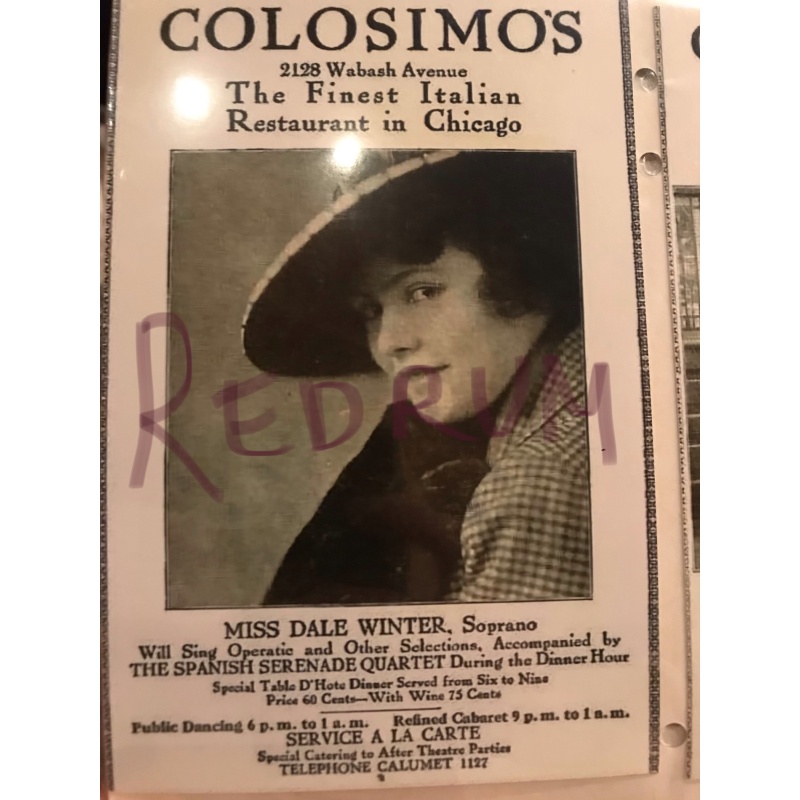 COLOSIMO'S
2128 Wabash Avenue
The Finest Italian
Restaurant in Chicago
REDRUM
MISS DALE WINTER, Soprano
Will Sing Operatic and Other Selections, Accompanied by
THE SPANISH SERENADE QUARTET During the Dinner Hour
Special Table D'Hote Dinner Served from Six to Nine
Price 60 Cents—With Wine 75 Cents
Public Dancing 6 p.m. to 1 a.m. Refined Cabaret 9 p.m. to 1 a.m.
SERVICE A LA CARTE
Special Catering to After Theatre Parties
TELEPHONE CALUMET 1127